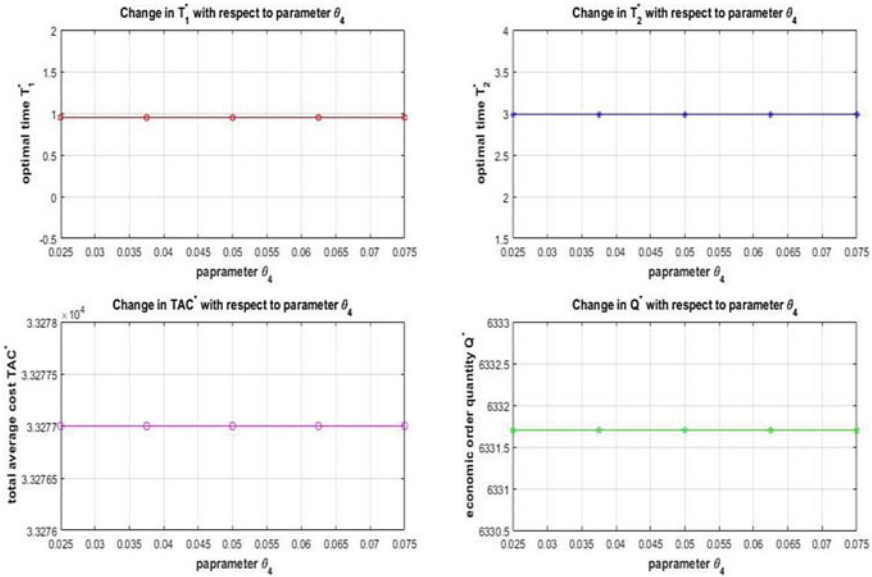 Change in T*1 with respect to parameter θ4
optimal time T*1
2
1.5
1
0.5
0
-0.5
0.025 0.03 0.035 0.04 0.045 0.05 0.055 0.06 0.065 0.07 0.075
paprameter θ4
Change in T*2 with respect to parameter θ4
optimal time T*2
4
3.5
3
2.5
2
1.5
0.025 0.03 0.035 0.04 0.045 0.05 0.055 0.06 0.065 0.07 0.075
paprameter θ4
Change in TAC* with respect to parameter θ4
× 10^4
total average cost TAC*
3.3278
3.32775
3.3277
3.32765
3.3276
0.025 0.03 0.035 0.04 0.045 0.05 0.055 0.06 0.065 0.07 0.075
paprameter θ4
Change in Q* with respect to parameter θ4
economic order quantity Q*
6333
6332.5
6332
6331.5
6331
6330.5
0.025 0.03 0.035 0.04 0.045 0.05 0.055 0.06 0.065 0.07 0.075
paprameter θ4